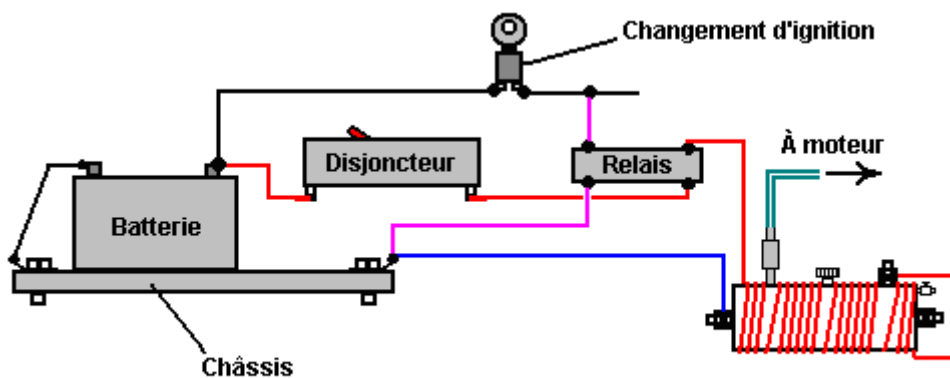 Changement d'ignition
Disjoncteur
Relais
À moteur
Batterie
Châssis